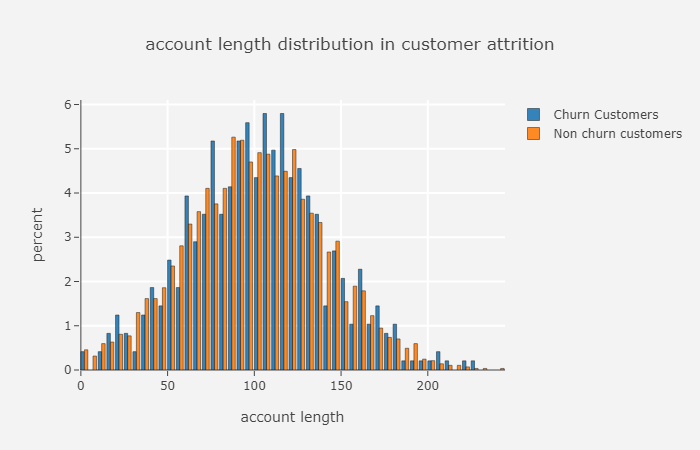 account length distribution in customer attrition
Churn Customers
Non churn customers
percent
6
5
4
3
2
1
0
0 50 100 150 200
account length